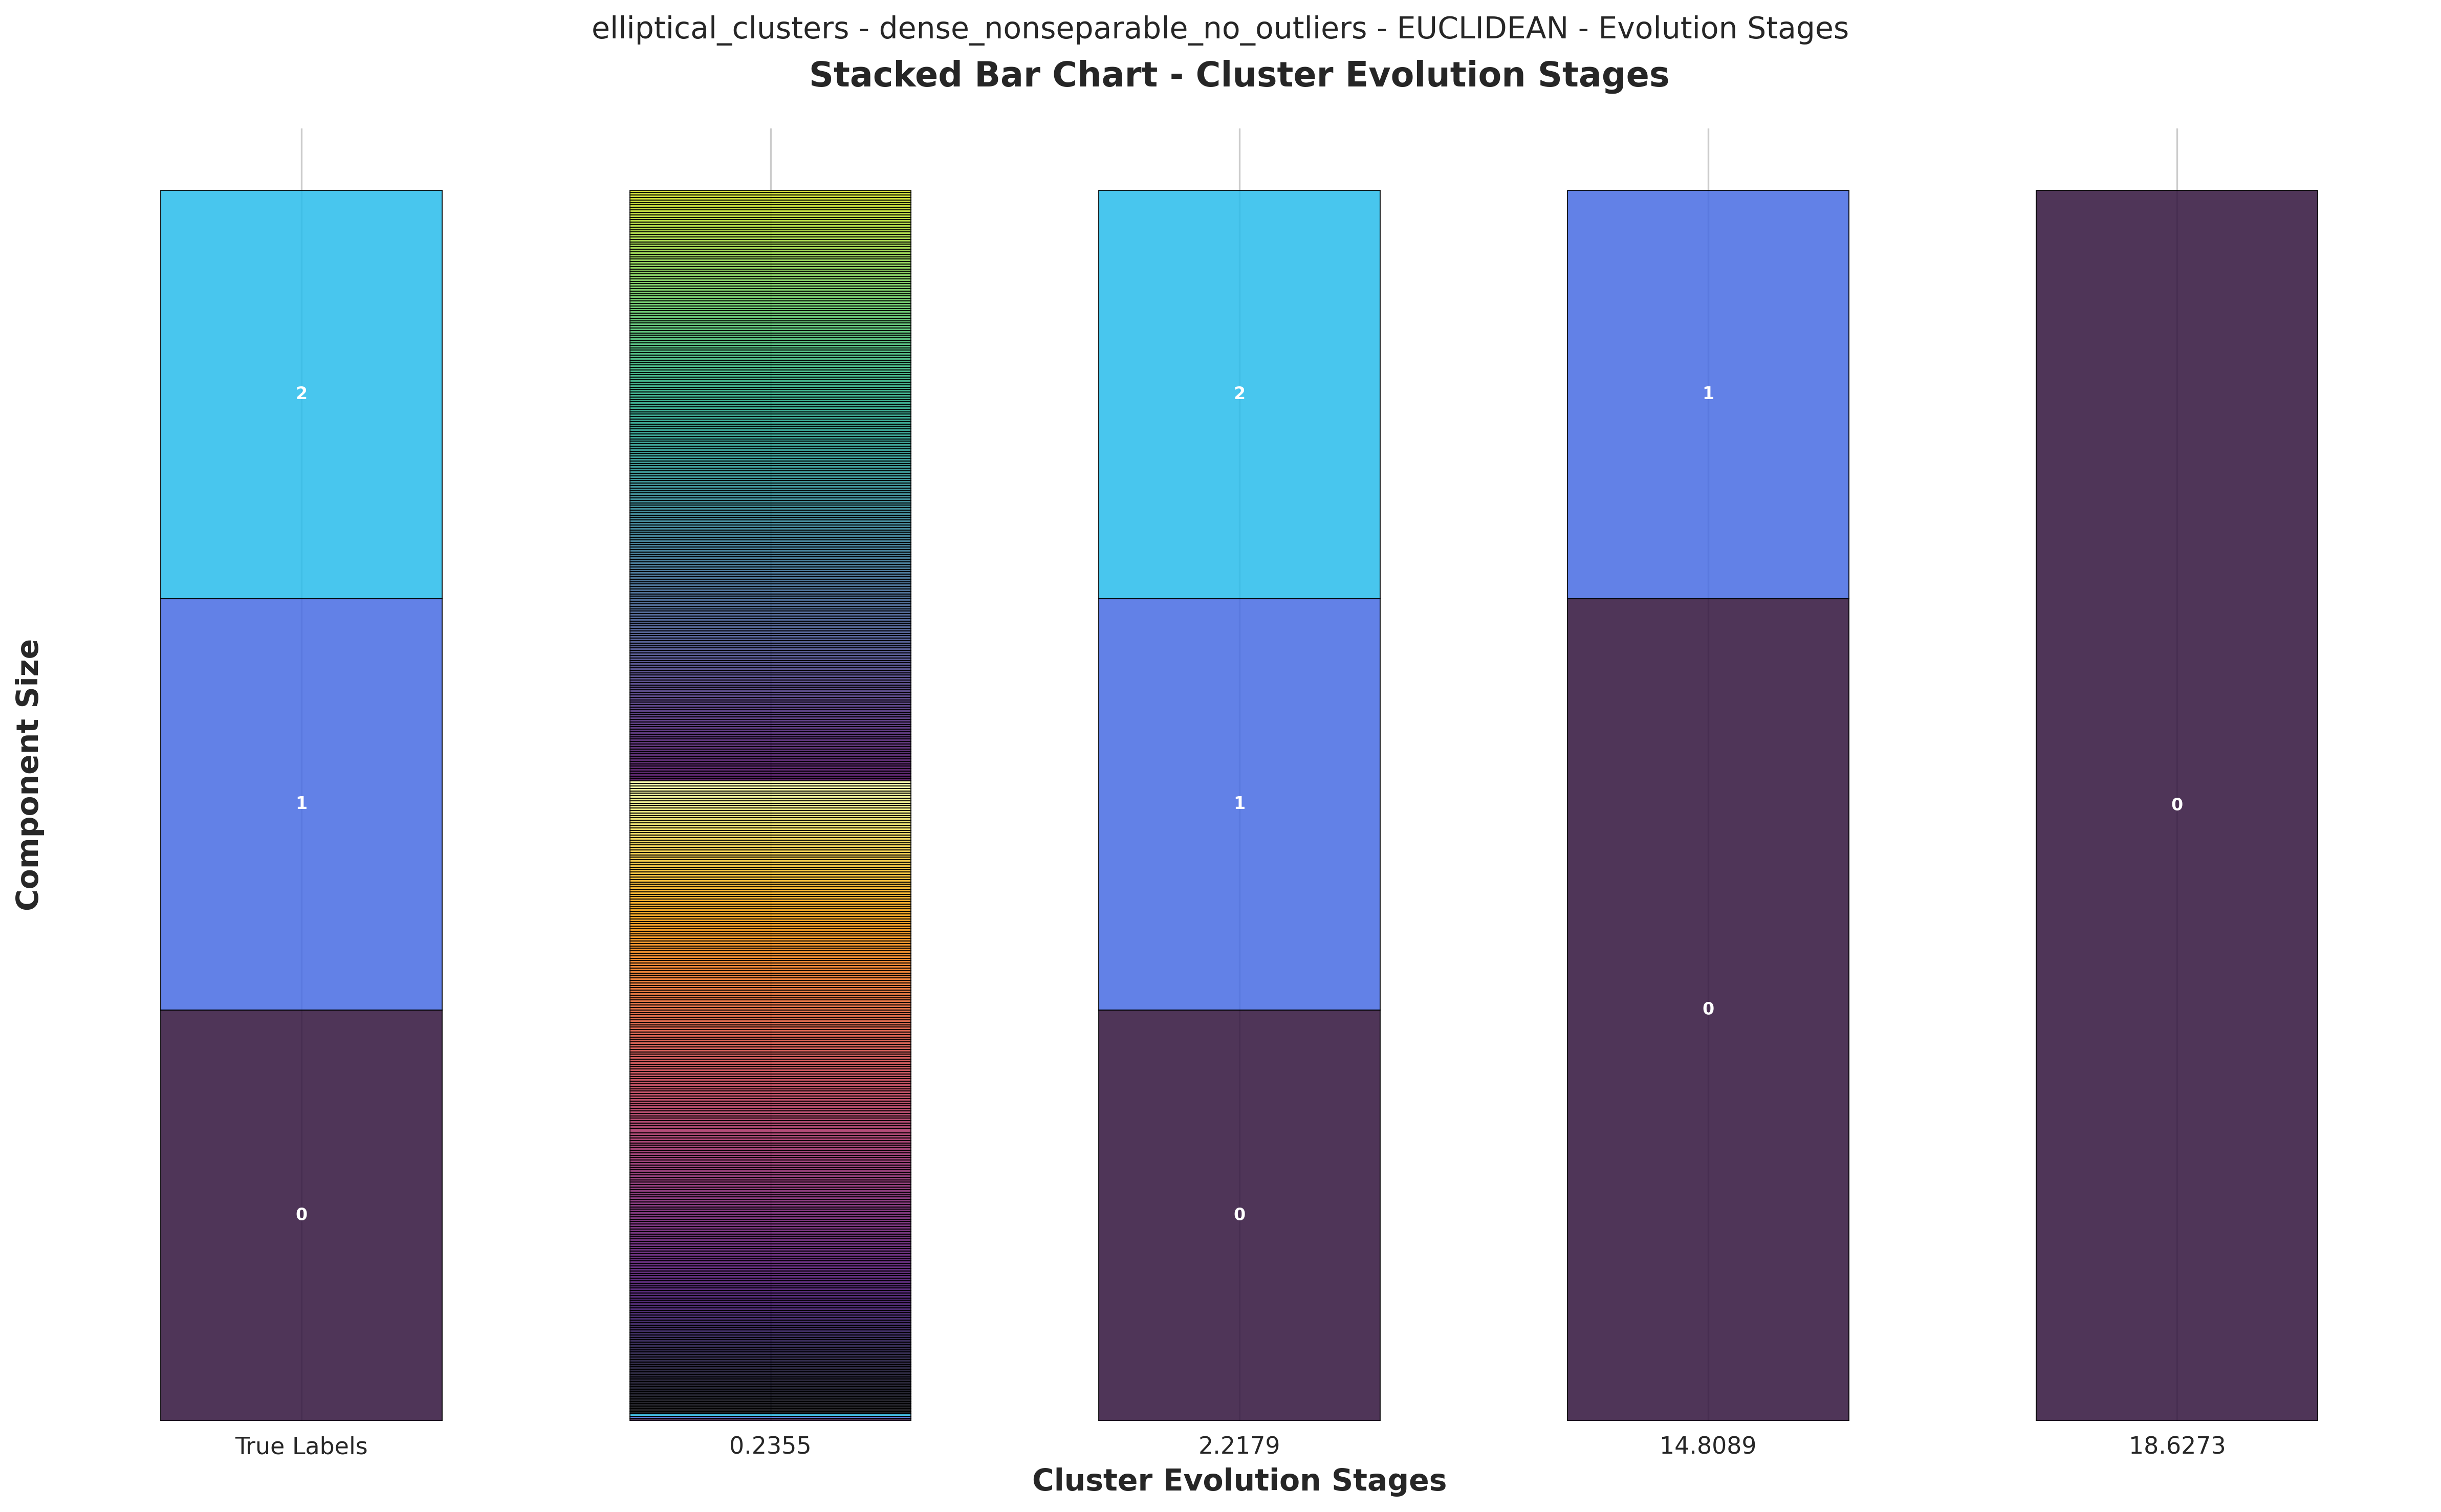 elliptical_clusters - dense_nonseparable_no_outliers - EUCLIDEAN - Evolution Stages
Stacked Bar Chart - Cluster Evolution Stages
Component Size
2
1
0
2
1
0
1
0
0
True Labels
0.2355
2.2179
14.8089
18.6273
Cluster Evolution Stages